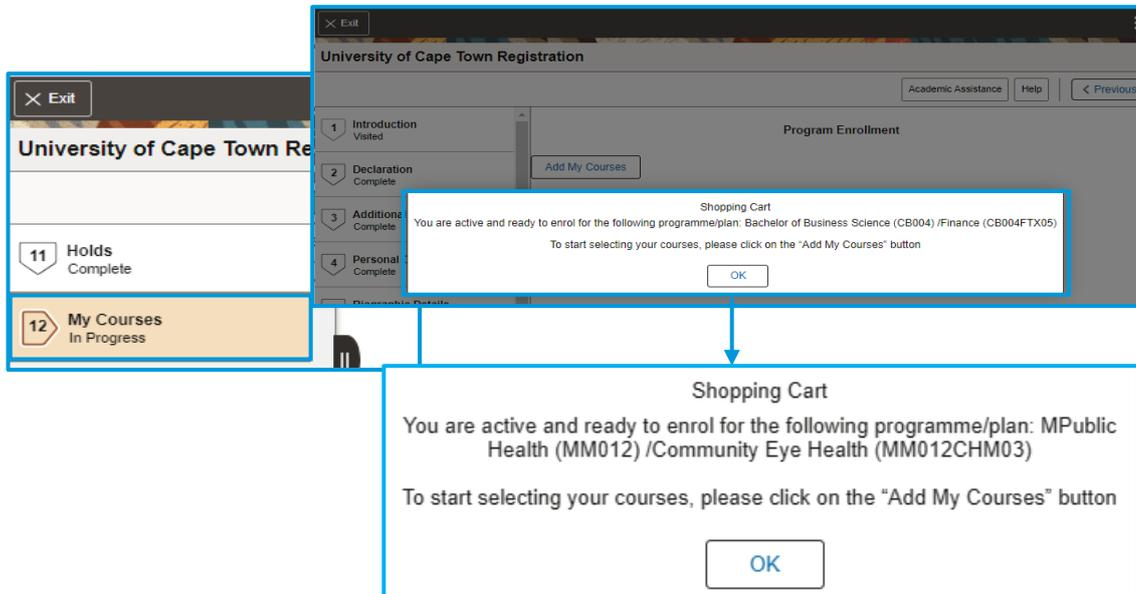 Exit
University of Cape Town Re
11 Holds
Complete
12 My Courses
In Progress
Exit
University of Cape Town Registration
Academic Assistance Help < Previous
1 Introduction
Visited
2 Declaration
Complete
3 Additiona
Complete
4 Personal
Complete
Biographic Details
Program Enrollment
Add My Courses
Shopping Cart
You are active and ready to enrol for the following programme/plan: Bachelor of Business Science (CB004) /Finance (CB004FTX05)
To start selecting your courses, please click on the “Add My Courses” button
OK
Shopping Cart
You are active and ready to enrol for the following programme/plan: MPublic
Health (MM012) /Community Eye Health (MM012CHM03)
To start selecting your courses, please click on the “Add My Courses” button
OK